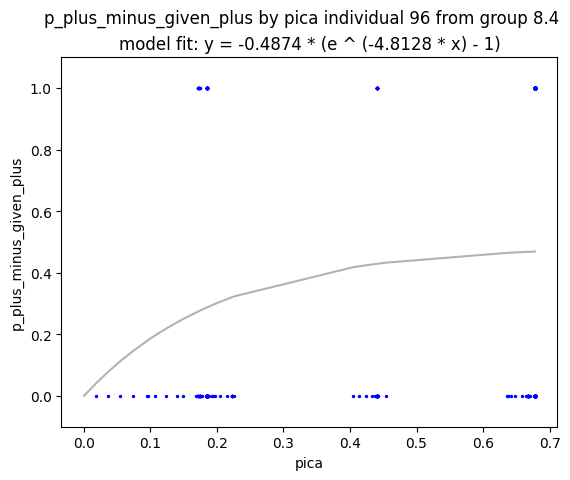 p_plus_minus_given_plus by pica individual 96 from group 8.4
model fit: y = -0.4874 * (e ^ (-4.8128 * x) - 1)
1.0
0.8
0.6
0.4
0.2
0.0
p_plus_minus_given_plus
0.0 0.1 0.2 0.3 0.4 0.5 0.6 0.7
pica